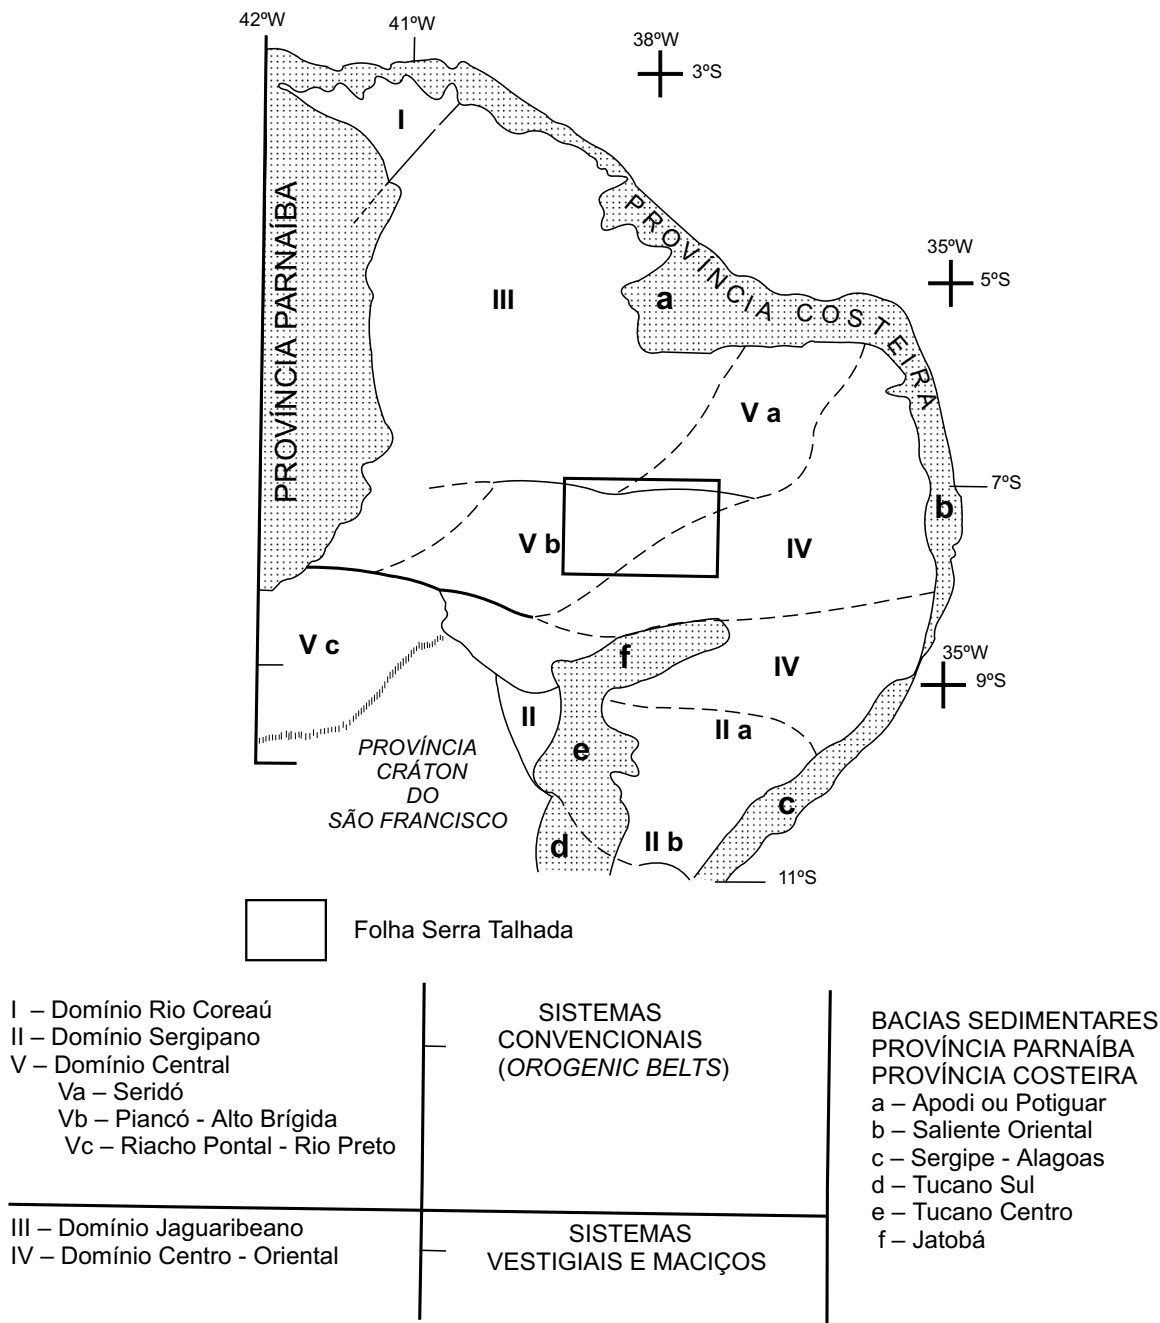 42ºW
41ºW
38ºW
3ºS
I
PROVÍNCIA PARNAÍBA
PROVÍNCIA COSTEIRA
35ºW
5ºS
III
a
V a
7ºS
b
V b
IV
V c
f
IV
35ºW
9ºS
II
II a
e
PROVÍNCIA
CRÁTON
DO
SÃO FRANCISCO
c
d
II b
11ºS
Folha Serra Talhada
I – Domínio Rio Coreaú
II – Domínio Sergipano
V – Domínio Central
Va – Seridó
Vb – Piancó - Alto Brígida
Vc – Riacho Pontal - Rio Preto
SISTEMAS
CONVENCIONAIS
(OROGENIC BELTS)
III – Domínio Jaguaribeano
IV – Domínio Centro - Oriental
SISTEMAS
VESTIGIAIS E MACIÇOS
BACIAS SEDIMENTARES
PROVÍNCIA PARNAÍBA
PROVÍNCIA COSTEIRA
a – Apodi ou Potiguar
b – Saliente Oriental
c – Sergipe - Alagoas
d – Tucano Sul
e – Tucano Centro
f – Jatobá